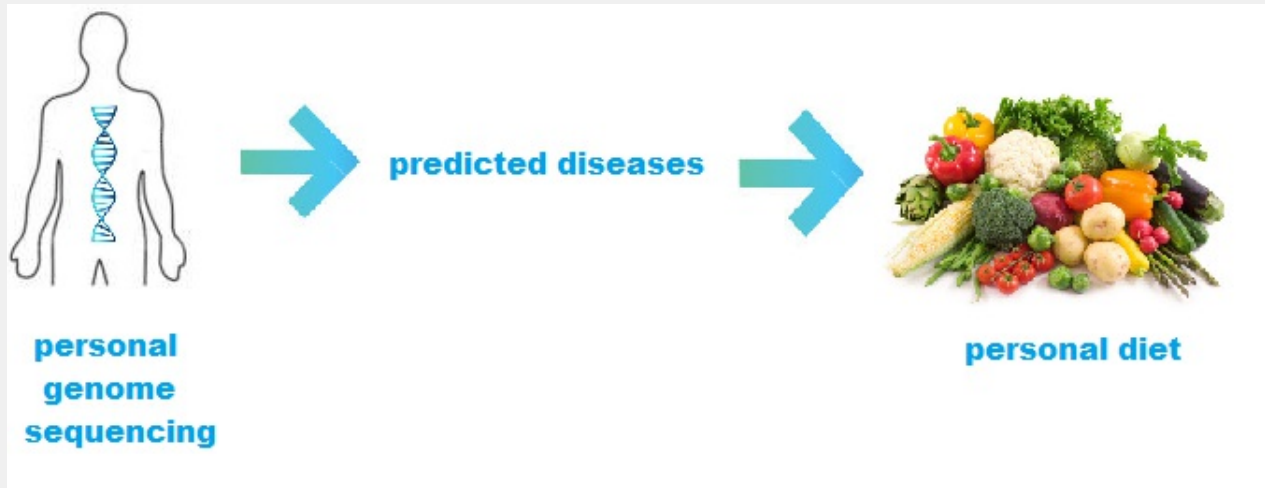 personal
genome
sequencing
predicted diseases
personal diet